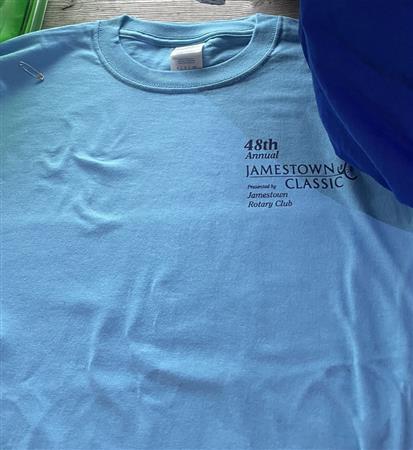 48th
Annual
JAMESTOWN
Presented by CLASSIC
Jamestown
Rotary Club